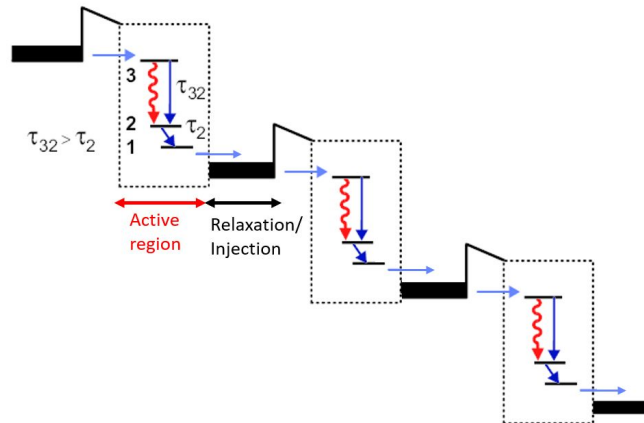 3
τ32
2
τ2
τ32 > τ2
1
Active
region
Relaxation/
Injection